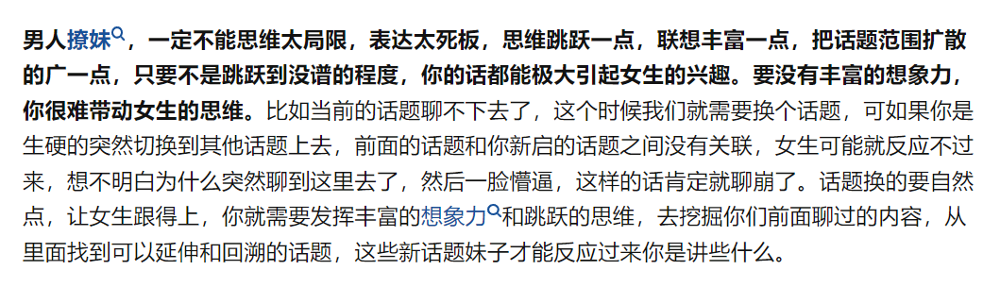 男人撩妹，一定不能思维太局限，表达太死板，思维跳跃一点，联想丰富一点，把话题范围扩散
的广一点，只要不是跳跃到没谱的程度，你的话都能极大引起女生的兴趣。要没有丰富的想象力，
你很难带动女生的思维。比如当前的话题聊不下去了，这个时候我们就需要换个话题，可如果你是
生硬的突然切换到其他话题上去，前面的话题和你新启的话题之间没有关联，女生可能就反应不过
来，想不明白为什么突然聊到这里去了，然后一脸懵逼，这样的话肯定就聊崩了。话题换的要自然
点，让女生跟得上，你就需要发挥丰富的想象力和跳跃的思维，去挖掘你们前面聊过的内容，从
里面找到可以延伸和回溯的话题，这些新话题妹子才能反应过来你是讲些什么。